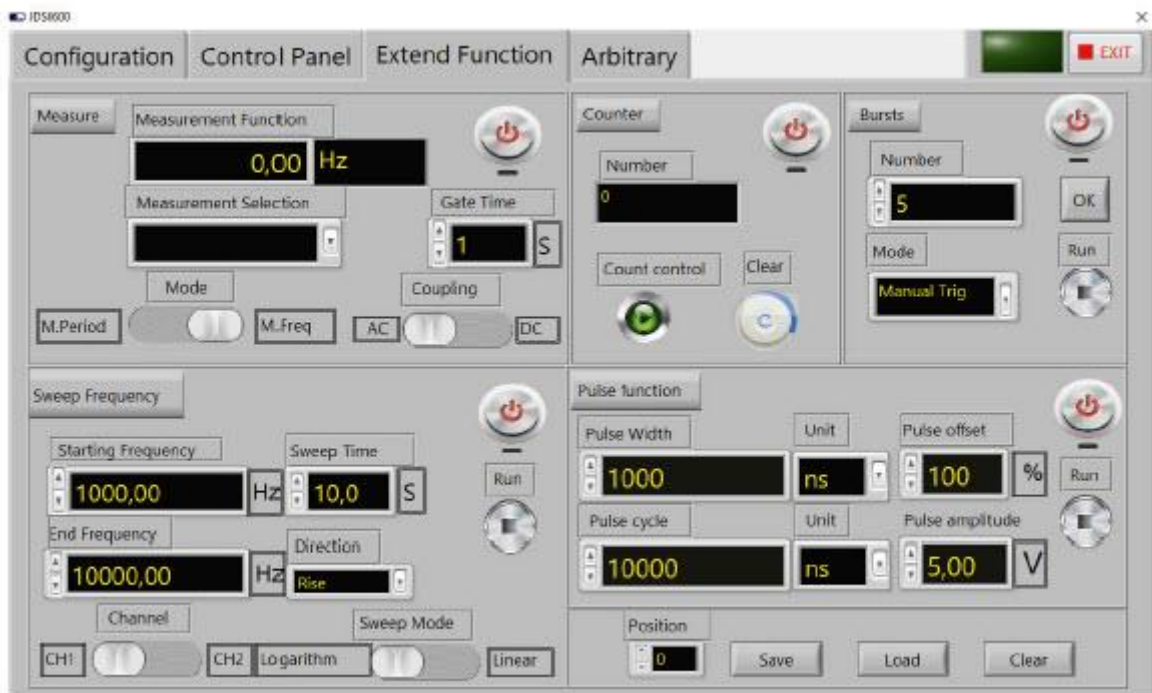 JDS6600
Configuration Control Panel Extend Function Arbitrary EXIT
Measure
Measurement Function
0,00 Hz
Measurement Selection
Gate Time
1 S
Mode
M.Period M.Freq
Coupling
AC DC
Counter
Number
0
Count control
Clear
C
Bursts
Number
5
OK
Mode
Manual Trig
Run
Sweep Frequency
Starting Frequency
1000,00 Hz
Sweep Time
10,0 S
Run
End Frequency
10000,00 Hz
Direction
Rise
Channel
CH1 CH2
Sweep Mode
Logarithm Linear
Pulse function
Pulse Width
1000
Unit
ns
Pulse offset
100 %
Run
Pulse cycle
10000
Unit
ns
Pulse amplitude
5,00 V
Position
0
Save Load Clear